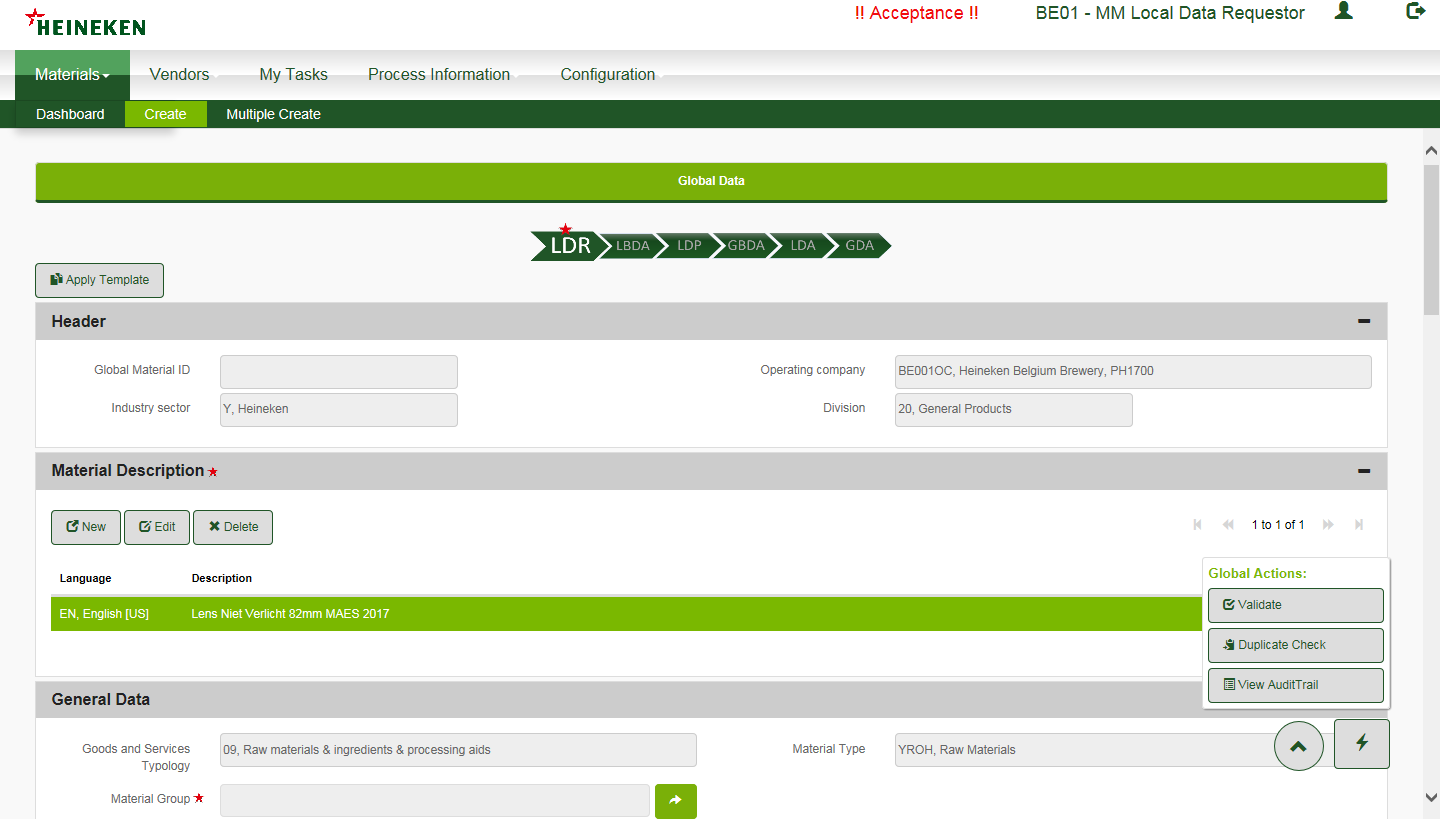 HEINEKEN
!! Acceptance !!
BE01 - MM Local Data Requestor
Materials
Vendors
My Tasks
Process Information
Configuration
Dashboard
Create
Multiple Create
Global Data
LDR
LBDA
LDP
GBDA
LDA
GDA
Apply Template
Header
Global Material ID
Operating company
BE001OC, Heineken Belgium Brewery, PH1700
Industry sector
Y, Heineken
Division
20, General Products
Material Description
New
Edit
Delete
1 to 1 of 1
Language
Description
EN, English [US]
Lens Niet Verlicht 82mm MAES 2017
Global Actions:
Validate
Duplicate Check
View AuditTrail
General Data
Goods and Services
Typology
09, Raw materials & ingredients & processing aids
Material Type
YROH, Raw Materials
Material Group